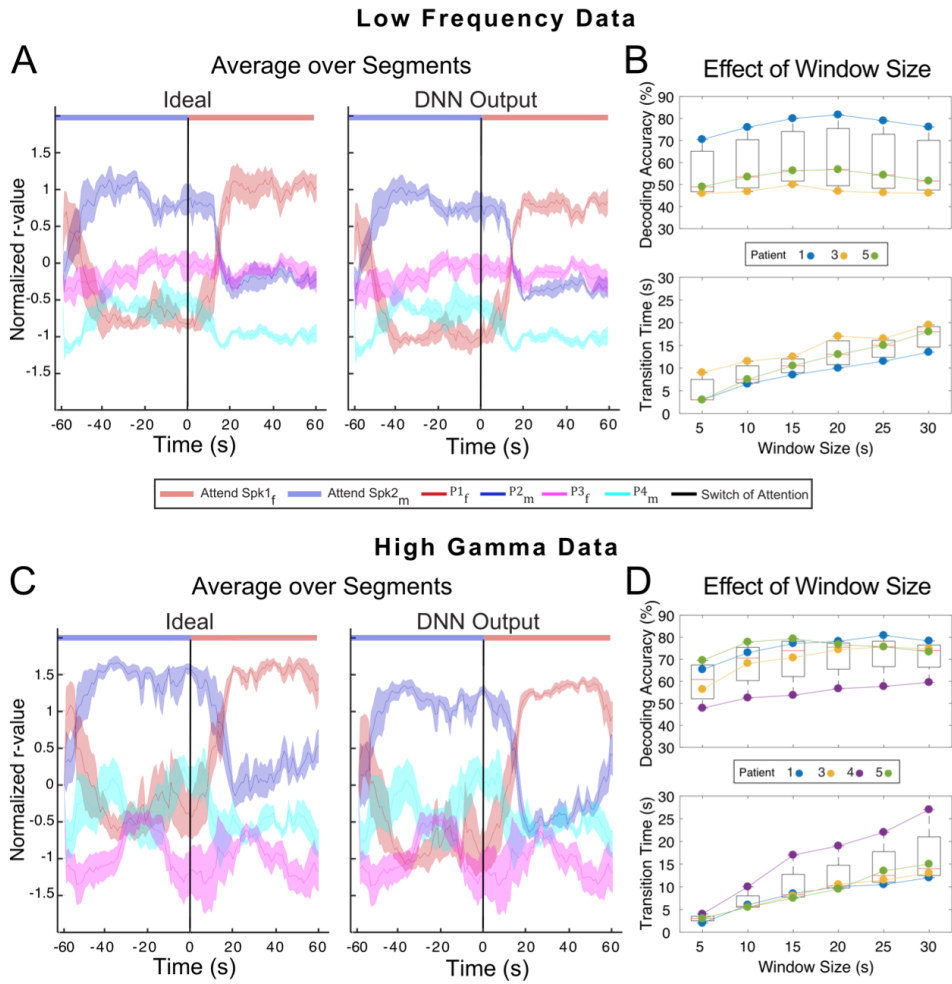 Low Frequency Data
A
Average over Segments
Ideal
DNN Output
Normalized r-value
1.5
1
0.5
0
-0.5
-1
-1.5
-60 -40 -20 0 20 40 60
Time (s)
-60 -40 -20 0 20 40 60
Time (s)
B
Effect of Window Size
Decoding Accuracy (%)
90
80
70
60
50
40
30
Patient 1 3 5
Transition Time (s)
30
25
20
15
10
5
0
5 10 15 20 25 30
Window Size (s)
Attend Spk1f Attend Spk2m P1f P2m P3f P4m Switch of Attention
High Gamma Data
C
Average over Segments
Ideal
DNN Output
Normalized r-value
1.5
1
0.5
0
-0.5
-1
-1.5
-60 -40 -20 0 20 40 60
Time (s)
-60 -40 -20 0 20 40 60
Time (s)
D
Effect of Window Size
Decoding Accuracy (%)
90
80
70
60
50
40
30
Patient 1 3 4 5
Transition Time (s)
30
25
20
15
10
5
0
5 10 15 20 25 30
Window Size (s)